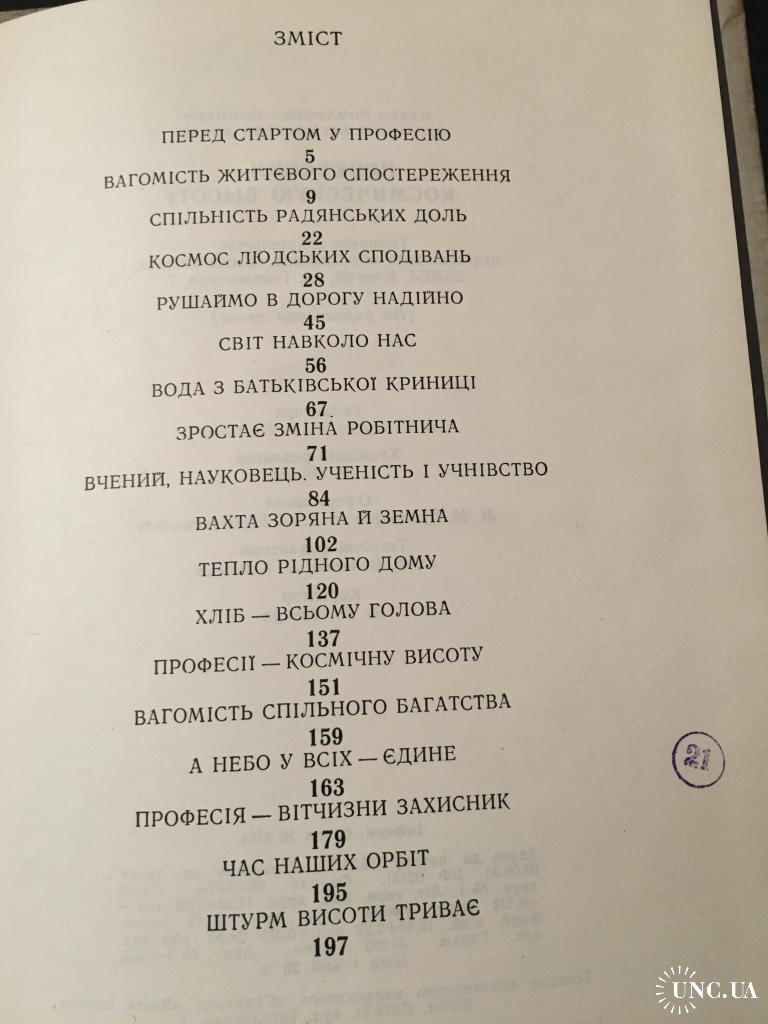 ЗМІСТ
ПЕРЕД СТАРТОМ У ПРОФЕСІЮ
5
ВАГОМІСТЬ ЖИТТЄВОГО СПОСТЕРЕЖЕННЯ
9
СПІЛЬНІСТЬ РАДЯНСЬКИХ ДОЛЬ
22
КОСМОС ЛЮДСЬКИХ СПОДІВАНЬ
28
РУШАЙМО В ДОРОГУ НАДІЙНО
45
СВІТ НАВКОЛО НАС
56
ВОДА З БАТЬКІВСЬКОЇ КРИНИЦІ
67
ЗРОСТАЄ ЗМІНА РОБІТНИЧА
71
ВЧЕНИЙ, НАУКОВЕЦЬ. УЧЕНІСТЬ І УЧНІВСТВО
84
ВАХТА ЗОРЯНА Й ЗЕМНА
102
ТЕПЛО РІДНОГО ДОМУ
120
ХЛІБ — ВСЬОМУ ГОЛОВА
137
ПРОФЕСІЇ — КОСМІЧНУ ВИСОТУ
151
ВАГОМІСТЬ СПІЛЬНОГО БАГАТСТВА
159
А НЕБО У ВСІХ — ЄДИНЕ
163
ПРОФЕСІЯ — ВІТЧИЗНИ ЗАХИСНИК
179
ЧАС НАШИХ ОРБІТ
195
ШТУРМ ВИСОТИ ТРИВАЄ
197
21
UNC.UA